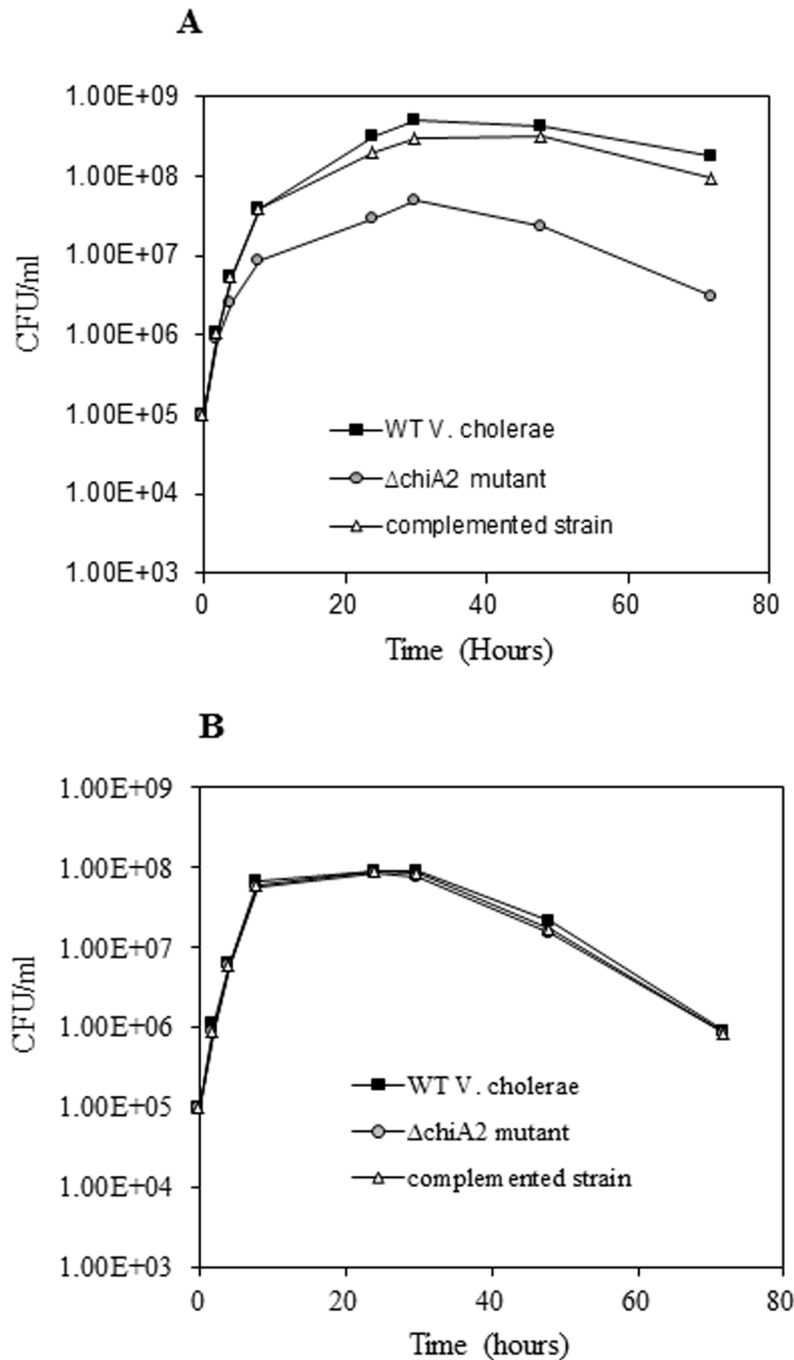 A
1.00E+09
1.00E+08
1.00E+07
1.00E+06
1.00E+05
1.00E+04
1.00E+03
CFU/ml
WT V. cholerae
ΔchiA2 mutant
complemented strain
0 20 40 60 80
Time (Hours)
B
1.00E+09
1.00E+08
1.00E+07
1.00E+06
1.00E+05
1.00E+04
1.00E+03
CFU/ml
WT V. cholerae
ΔchiA2 mutant
complemented strain
0 20 40 60 80
Time (hours)